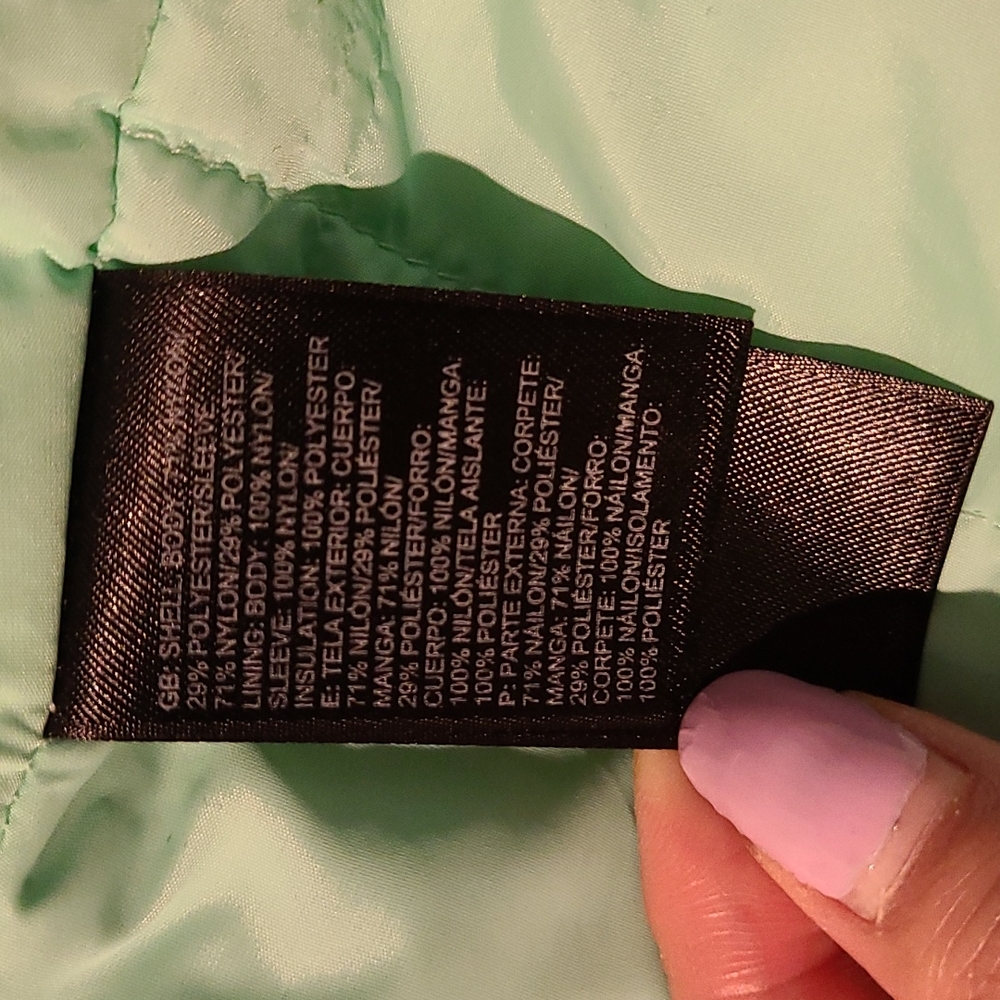 GB: SHELL: BODY: 71% NYLON/
29% POLYESTER/SLEEVE:
71% NYLON/29% POLYESTER/
LINING: BODY: 100% NYLON/
SLEEVE: 100% NYLON/
INSULATION: 100% POLYESTER
E: TELA EXTERIOR: CUERPO:
71% NILÓN/29% POLIÉSTER/
MANGA: 71% NILÓN/
29% POLIÉSTER/FORRO:
CUERPO: 100% NILÓN/MANGA:
100% NILÓN/TELA AISLANTE:
100% POLIÉSTER
P: PARTE EXTERNA: CORPETE:
71% NÁILON/29% POLIÉSTER/
MANGA: 71% NÁILON/
29% POLIÉSTER/FORRO:
CORPETE: 100% NÁILON/MANGA:
100% NÁILON/ISOLAMENTO:
100% POLIÉSTER